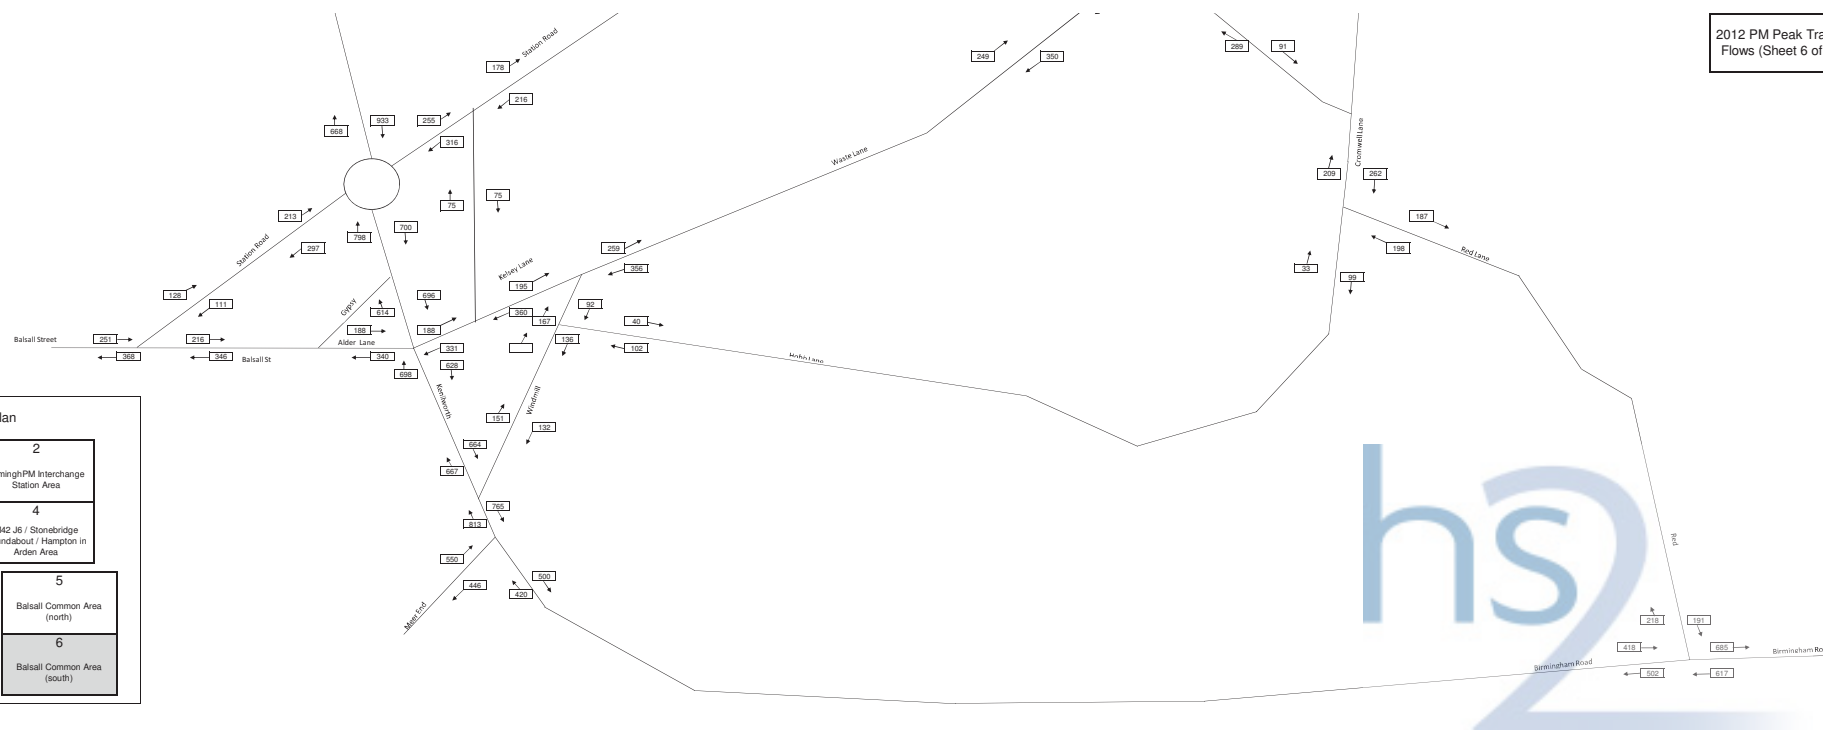 2012 PM Peak Tra
Flows (Sheet 6 of
Station Road
178
216
249
350
289
91
668
933
255
316
Waste Lane
Cromwell Lane
209
262
75
75
213
297
798
700
Station Road
187
198
Red Lane
259
356
Kelsey Lane
195
33
99
128
111
Gypsy
614
696
360
167
92
40
102
Balsall Street
251
368
216
346
Balsall St
188
Alder Lane
340
188
331
136
698
628
Kenilworth
Windmill
151
132
664
667
765
813
550
446
500
420
Meer End
lan
2
minghPM Interchange
Station Area
4
M42 J6 / Stonebridge
undabout / Hampton in
Arden Area
5
Balsall Common Area
(north)
6
Balsall Common Area
(south)
hs2
Red
218
191
418
685
502
617
Birmingham Road
Birmingham Ro